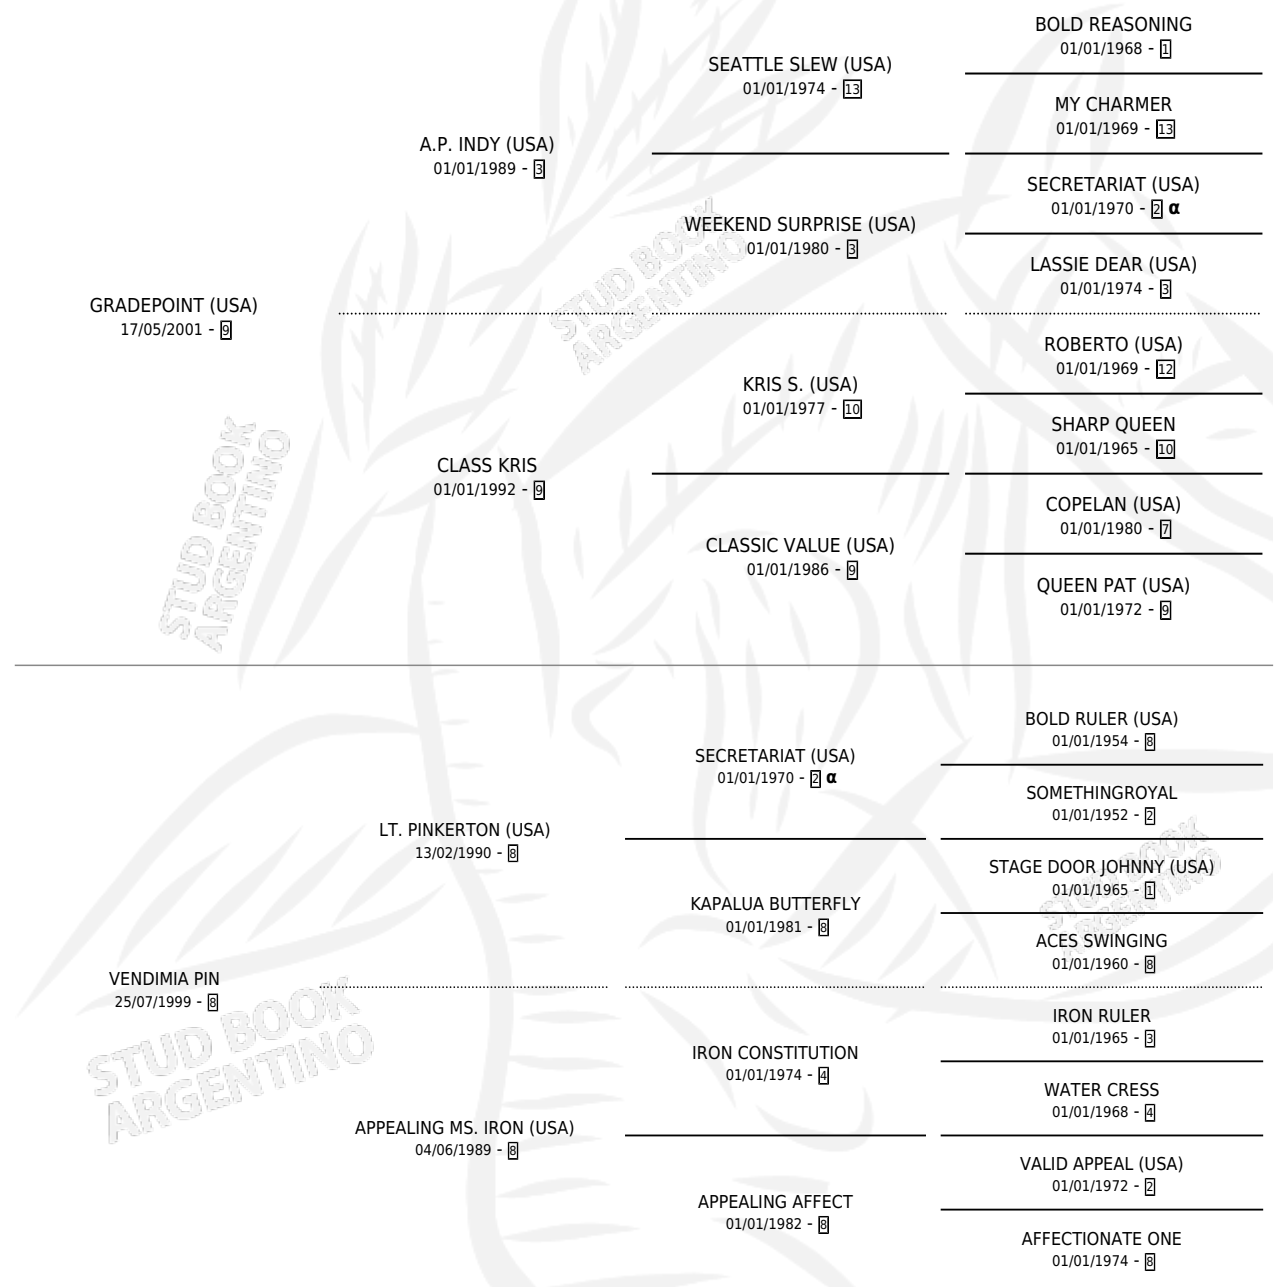 BOLD REASONING
01/01/1968 - 1
SEATTLE SLEW (USA)
01/01/1974 - 13
MY CHARMER
01/01/1969 - 13
A.P. INDY (USA)
01/01/1989 - 3
SECRETARIAT (USA)
01/01/1970 - 2 α
WEEKEND SURPRISE (USA)
01/01/1980 - 3
LASSIE DEAR (USA)
01/01/1974 - 3
GRADEPOINT (USA)
17/05/2001 - 9
ROBERTO (USA)
01/01/1969 - 12
KRIS S. (USA)
01/01/1977 - 10
SHARP QUEEN
01/01/1965 - 10
CLASS KRIS
01/01/1992 - 9
COPELAN (USA)
01/01/1980 - 7
CLASSIC VALUE (USA)
01/01/1986 - 9
QUEEN PAT (USA)
01/01/1972 - 9
BOLD RULER (USA)
01/01/1954 - 8
SECRETARIAT (USA)
01/01/1970 - 2 α
SOMETHINGROYAL
01/01/1952 - 2
LT. PINKERTON (USA)
13/02/1990 - 8
STAGE DOOR JOHNNY (USA)
01/01/1965 - 1
KAPALUA BUTTERFLY
01/01/1981 - 8
ACES SWINGING
01/01/1960 - 8
VENDIMIA PIN
25/07/1999 - 8
IRON RULER
01/01/1965 - 3
IRON CONSTITUTION
01/01/1974 - 4
WATER CRESS
01/01/1968 - 4
APPEALING MS. IRON (USA)
04/06/1989 - 8
VALID APPEAL (USA)
01/01/1972 - 2
APPEALING AFFECT
01/01/1982 - 8
AFFECTIONATE ONE
01/01/1974 - 8
STUD BOOK
ARGENTINO
STUD BOOK
ARGENTINO
STUD BOOK
ARGENTINO
STUD BOOK
ARGENTINO